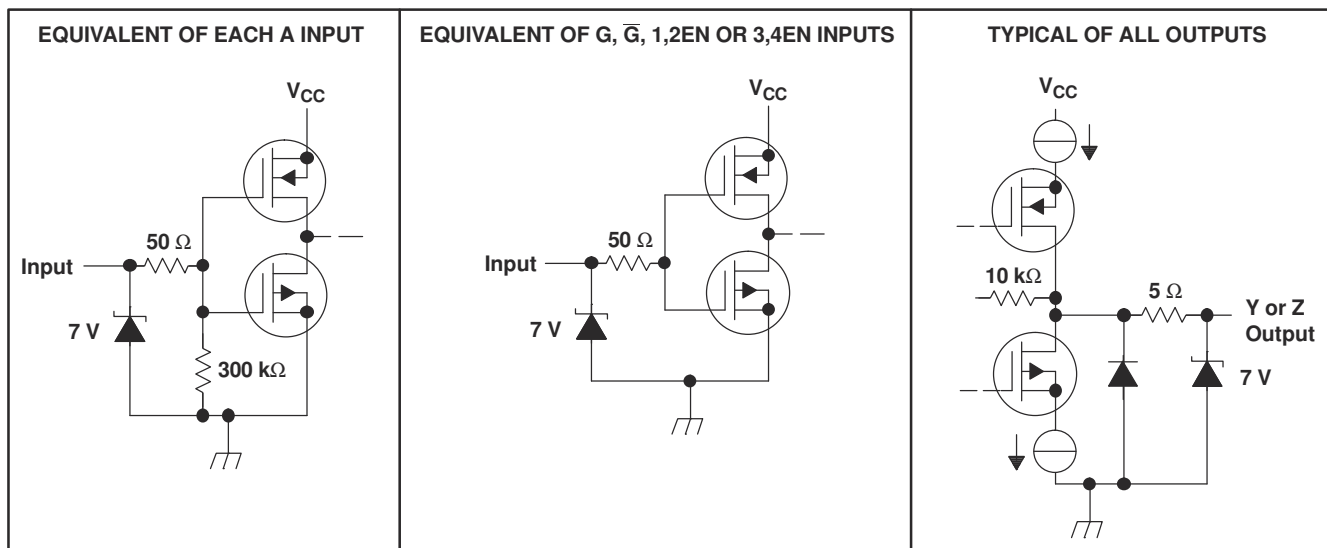 EQUIVALENT OF EACH A INPUT
VCC
50 Ω
Input
7 V
300 kΩ
EQUIVALENT OF G, G̅, 1,2EN OR 3,4EN INPUTS
VCC
50 Ω
Input
7 V
TYPICAL OF ALL OUTPUTS
VCC
10 kΩ
5 Ω
Y or Z
Output
7 V